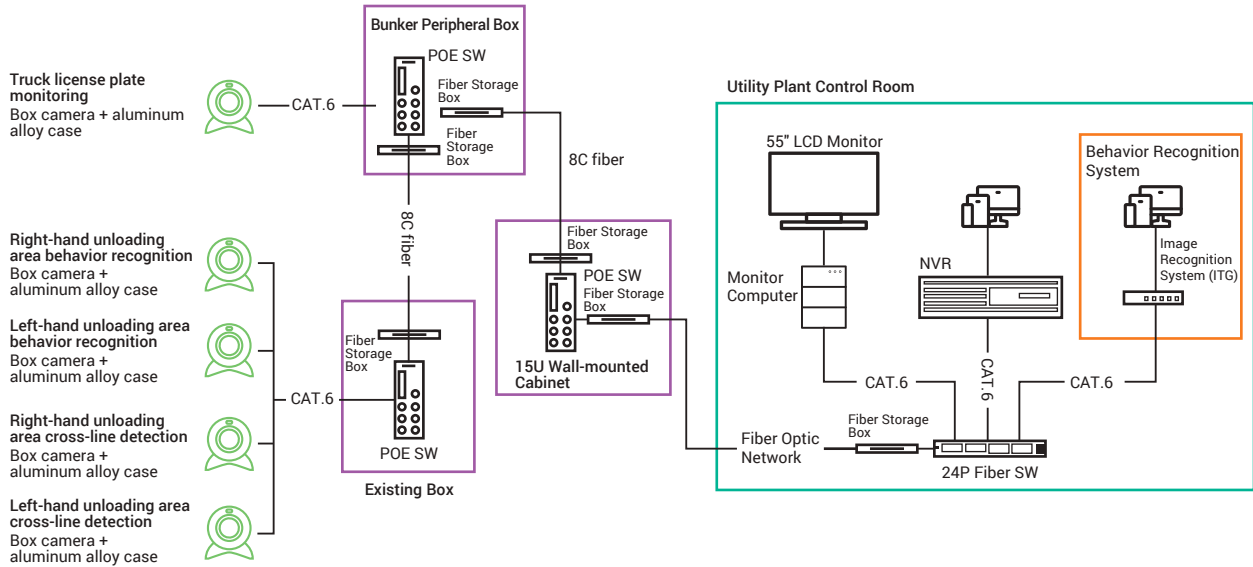 Bunker Peripheral Box
POE SW
Fiber Storage
Box
Fiber
Storage
Box
Truck license plate
monitoring
Box camera + aluminum
alloy case
CAT.6
8C fiber
8C fiber
Right-hand unloading
area behavior recognition
Box camera +
aluminum alloy case
Left-hand unloading area
behavior recognition
Box camera +
aluminum alloy case
Right-hand unloading
area cross-line detection
Box camera +
aluminum alloy case
Left-hand unloading area
cross-line detection
Box camera +
aluminum alloy case
CAT.6
Fiber
Storage
Box
POE SW
Existing Box
Fiber Storage
Box
POE SW
Fiber Storage
Box
15U Wall-mounted
Cabinet
Utility Plant Control Room
55" LCD Monitor
Monitor
Computer
NVR
Behavior Recognition
System
Image
Recognition
System (ITG)
CAT.6
CAT.6
CAT.6
Fiber Optic
Network
Fiber Storage
Box
24P Fiber SW